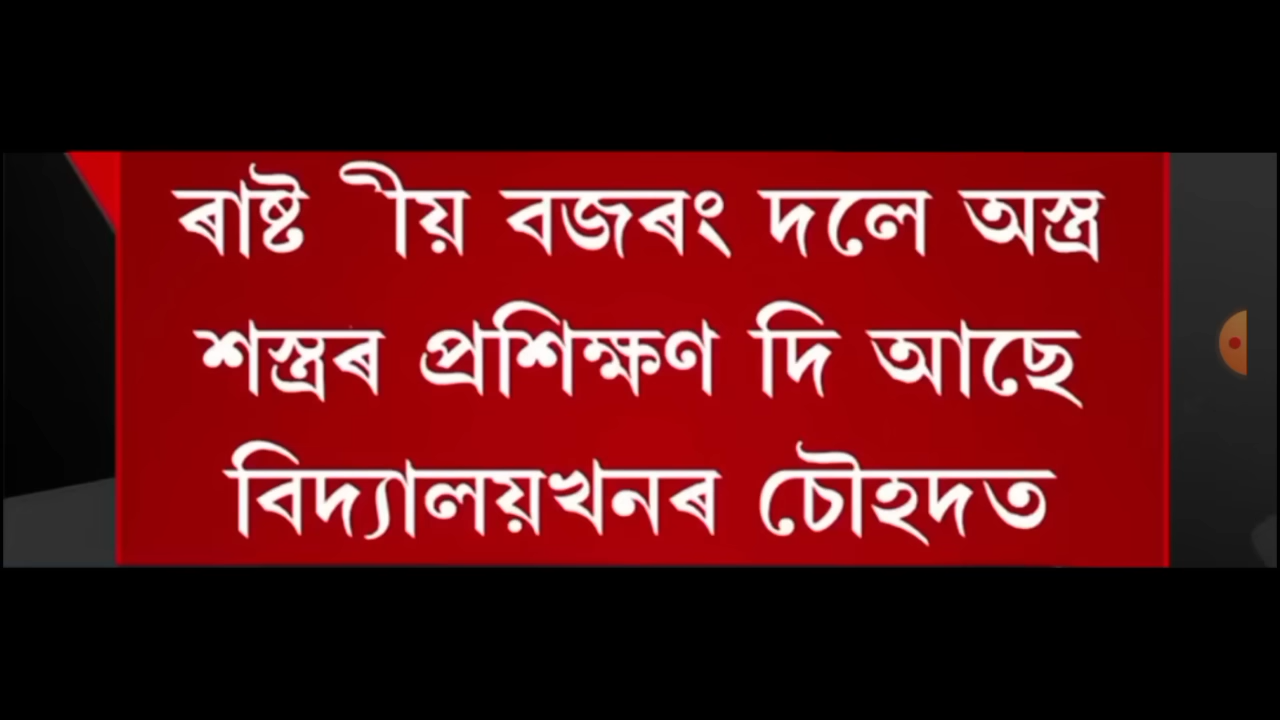 ৰাষ্ট ীয় বজৰং দলে অস্ত্ৰ
শস্ত্ৰৰ প্ৰশিক্ষণ দি আছে
বিদ্যালয়খনৰ চৌহদত